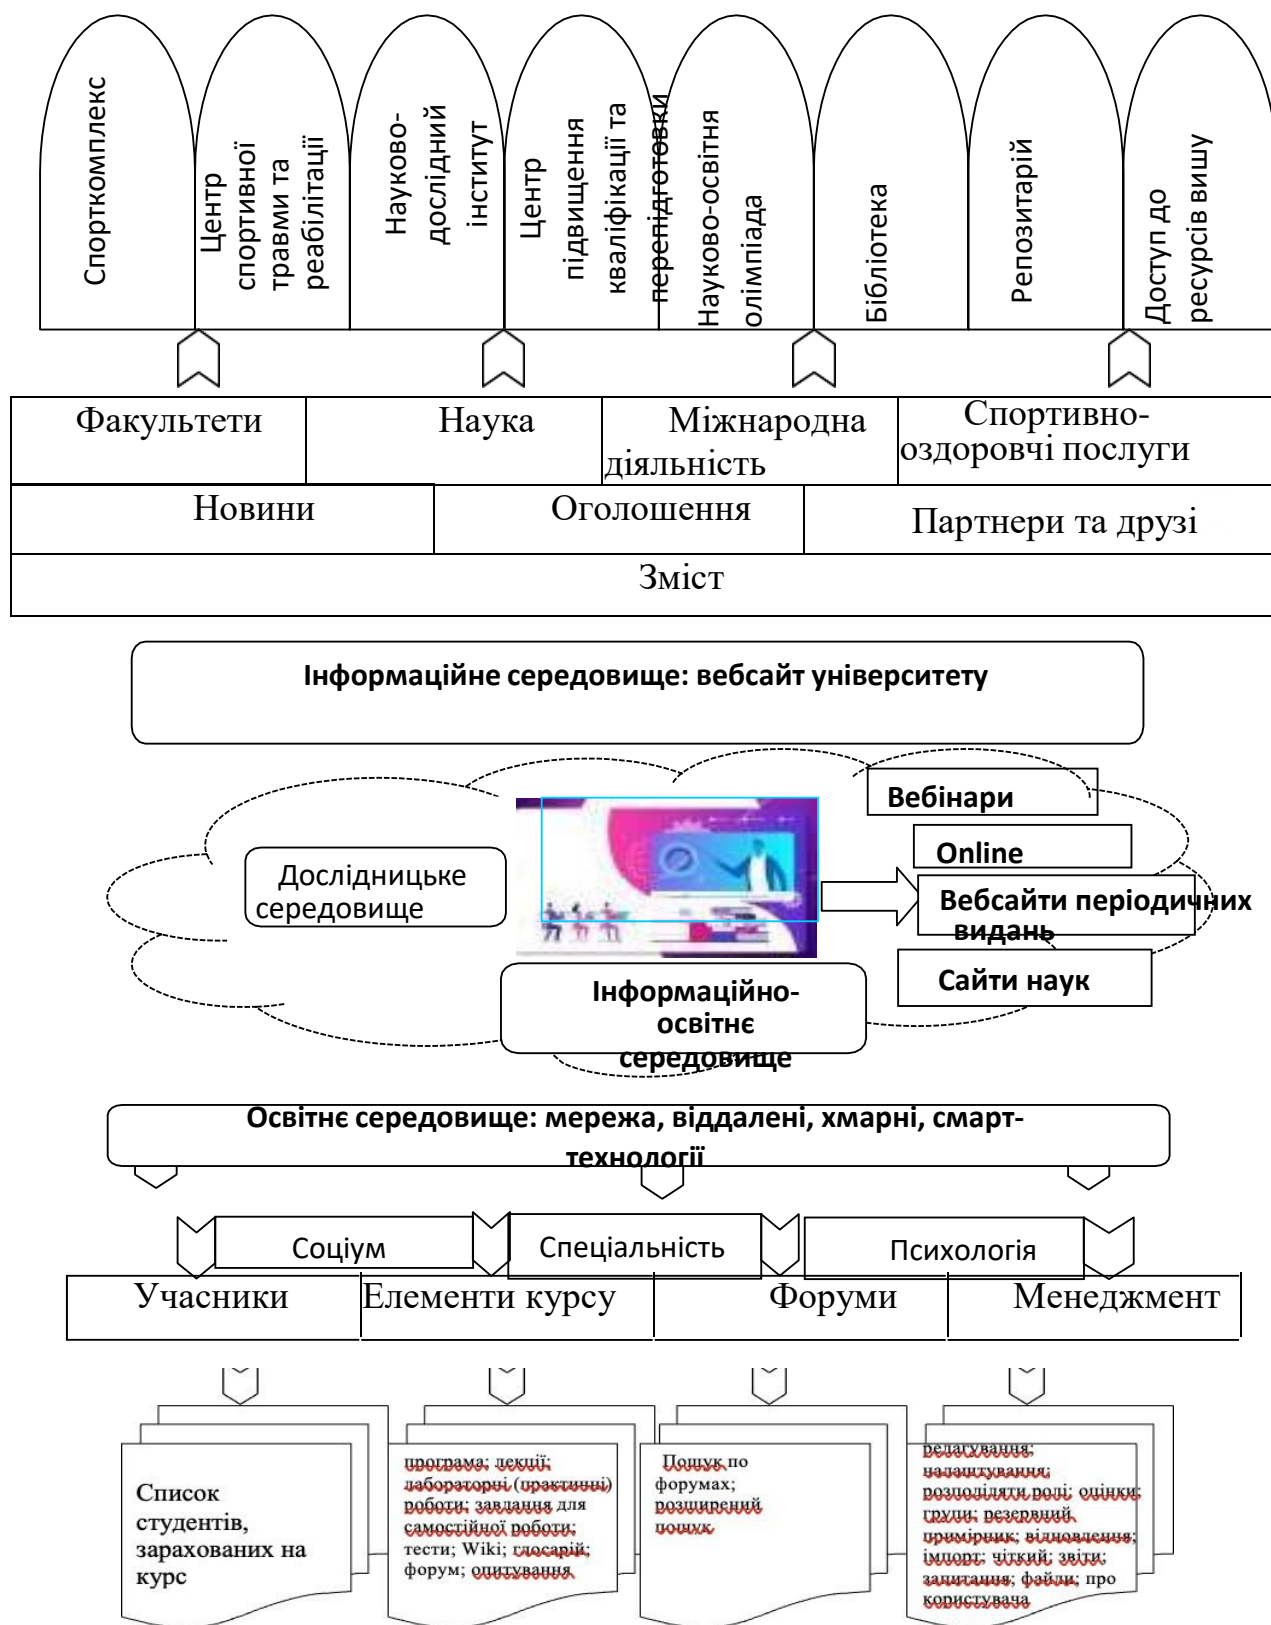 Спорткомплекс
Центр
спортивної
травми та
реабілітації
Науково-
дослідний
інститут
Центр
підвищення
кваліфікації та
перепідготовки
Науково-освітня
олімпіада
Бібліотека
Репозитарій
Доступ до
ресурсів вишу
Факультети
Наука
Міжнародна
діяльність
Спортивно-
оздоровчі послуги
Новини
Оголошення
Партнери та друзі
Зміст
Інформаційне середовище: вебсайт університету
Вебінари
Online
Дослідницьке
середовище
Вебсайти періодичних
видань
Сайти наук
Інформаційно-
освітнє
середовище
Освітнє середовище: мережа, віддалені, хмарні, смарт-
технології
Соціум
Спеціальність
Психологія
Учасники
Елементи курсу
Форуми
Менеджмент
Список
студентів,
зарахованих на
курс
програма; лекції;
лабораторні (практичні)
роботи; завдання для
самостійної роботи;
тести; Wiki; глосарій;
форум; опитування
Пошук по
форумах;
розширений
пошук
редагування;
налаштування;
розподіляти ролі; оцінки;
групи; резервний
примірник; відновлення;
імпорт; чіткий; звіти;
запитання; файли; про
користувача